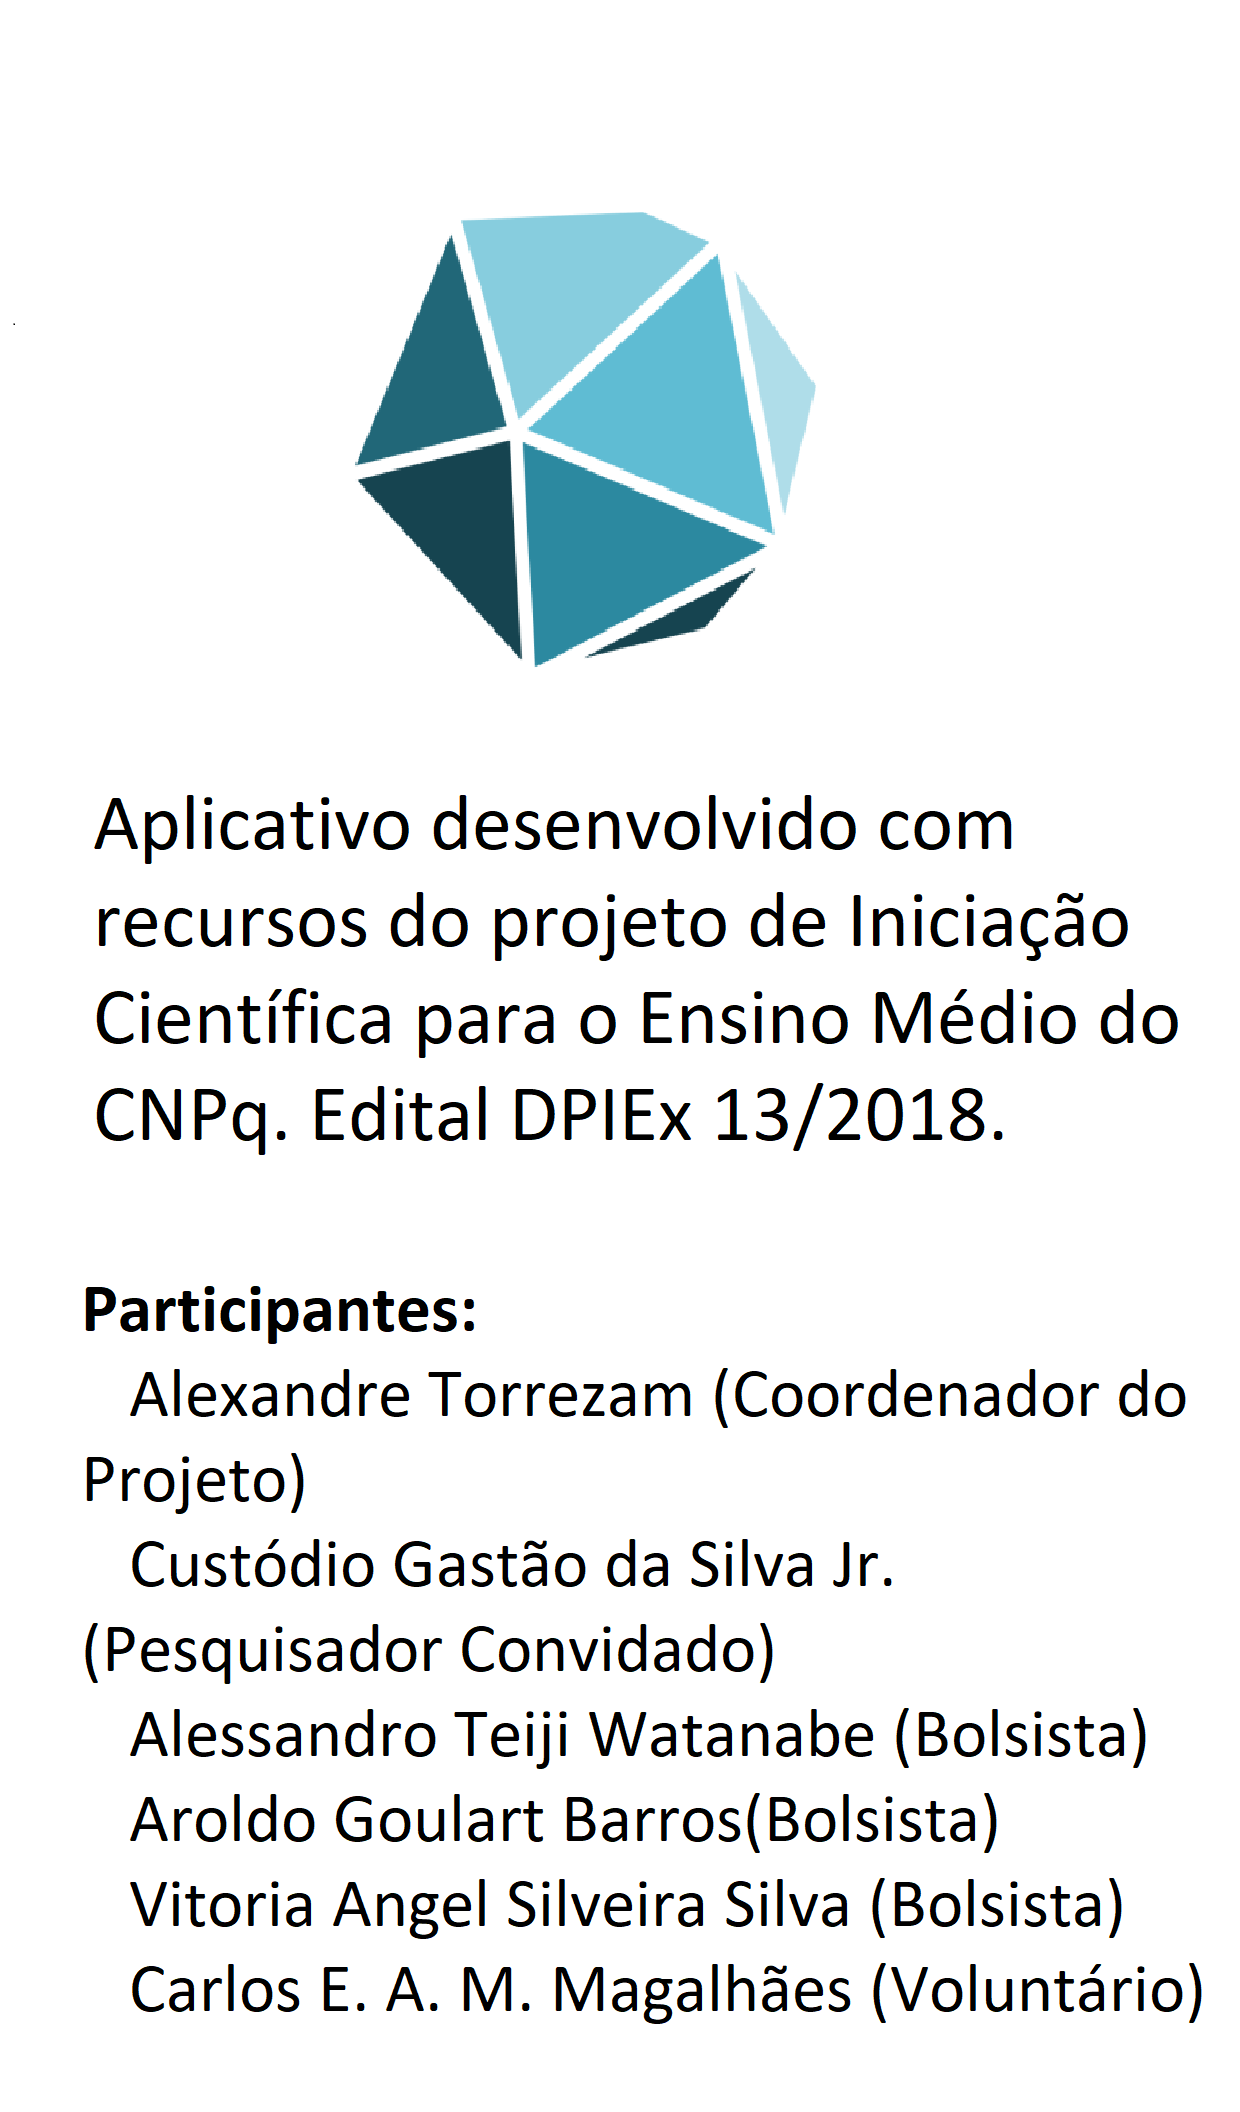 Aplicativo desenvolvido com
recursos do projeto de Iniciação
Científica para o Ensino Médio do
CNPq. Edital DPIEx 13/2018.
Participantes:
Alexandre Torrezam (Coordenador do
Projeto)
Custódio Gastão da Silva Jr.
(Pesquisador Convidado)
Alessandro Teiji Watanabe (Bolsista)
Aroldo Goulart Barros(Bolsista)
Vitoria Angel Silveira Silva (Bolsista)
Carlos E. A. M. Magalhães (Voluntário)